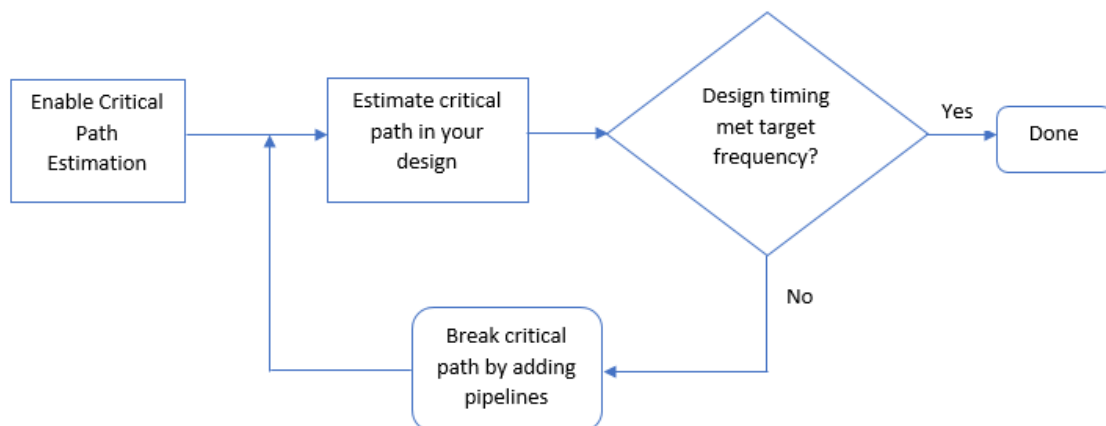 Enable Critical
Path
Estimation
Estimate critical
path in your
design
Design timing
met target
frequency?
Yes
Done
No
Break critical
path by adding
pipelines